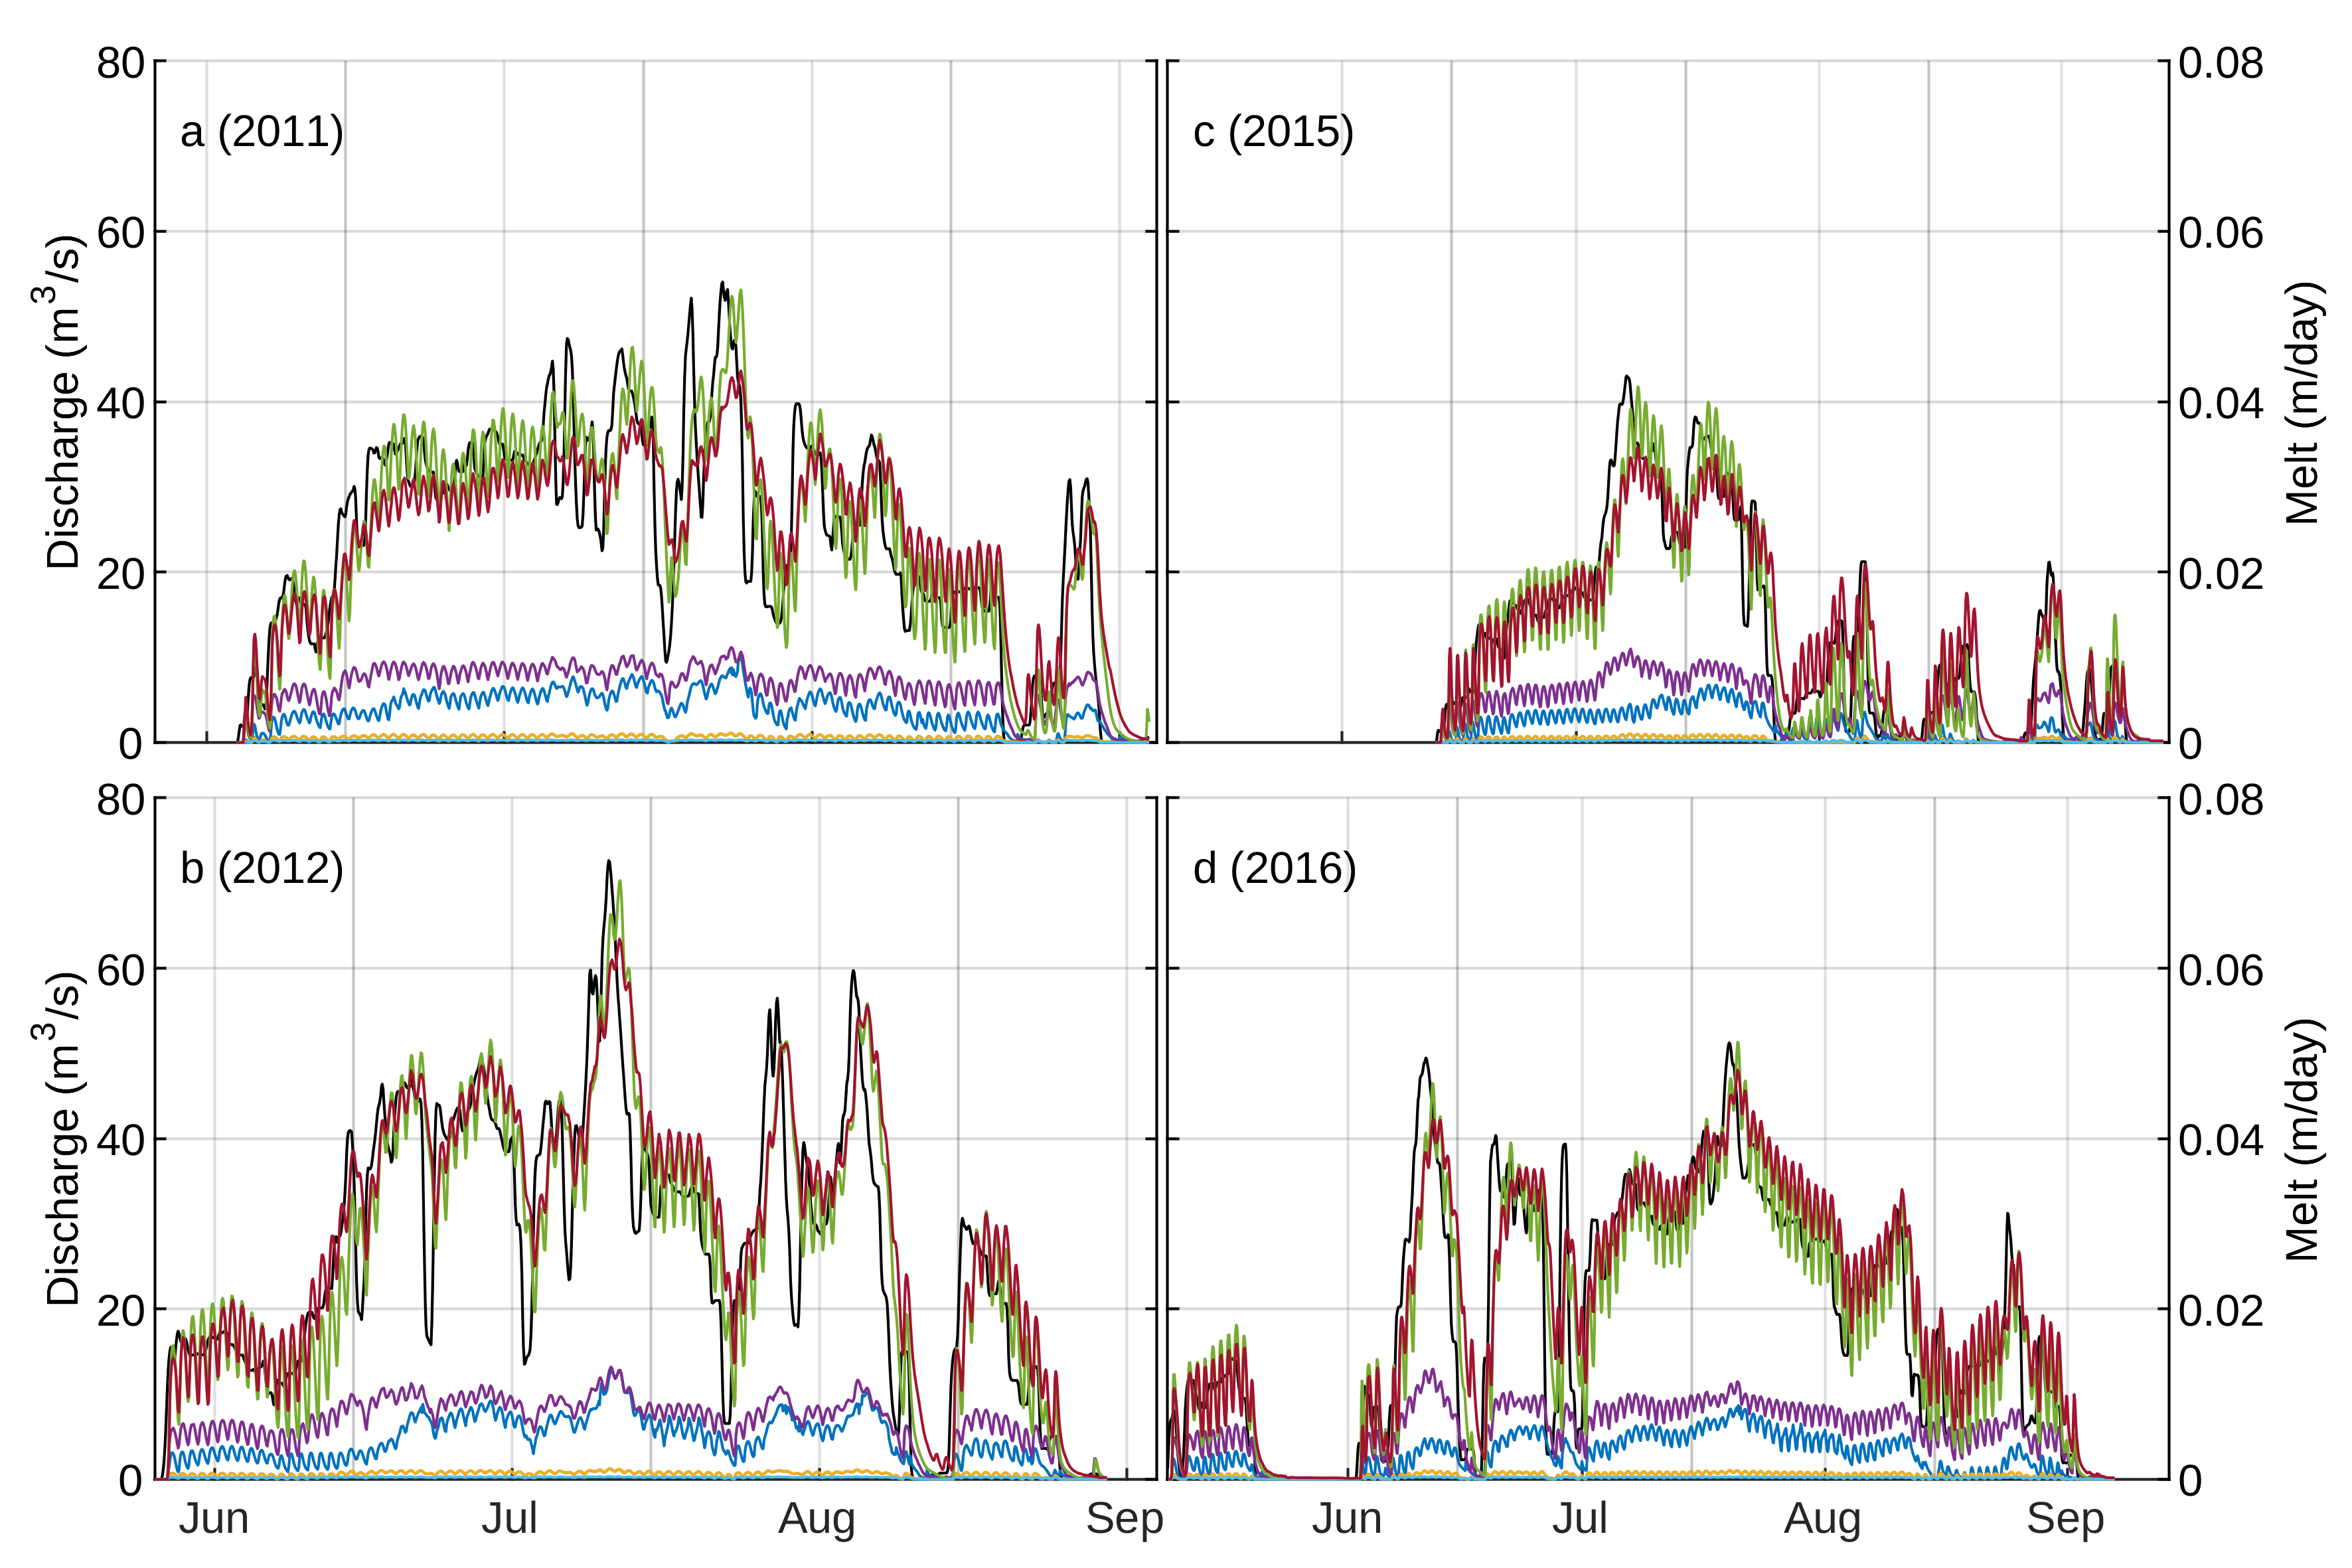 80
60
40
20
0
Discharge (m³/s)
a (2011)
c (2015)
0.08
0.06
0.04
0.02
0
Melt (m/day)
80
60
40
20
0
Discharge (m³/s)
b (2012)
d (2016)
0.08
0.06
0.04
0.02
0
Melt (m/day)
Jun Jul Aug Sep Jun Jul Aug Sep